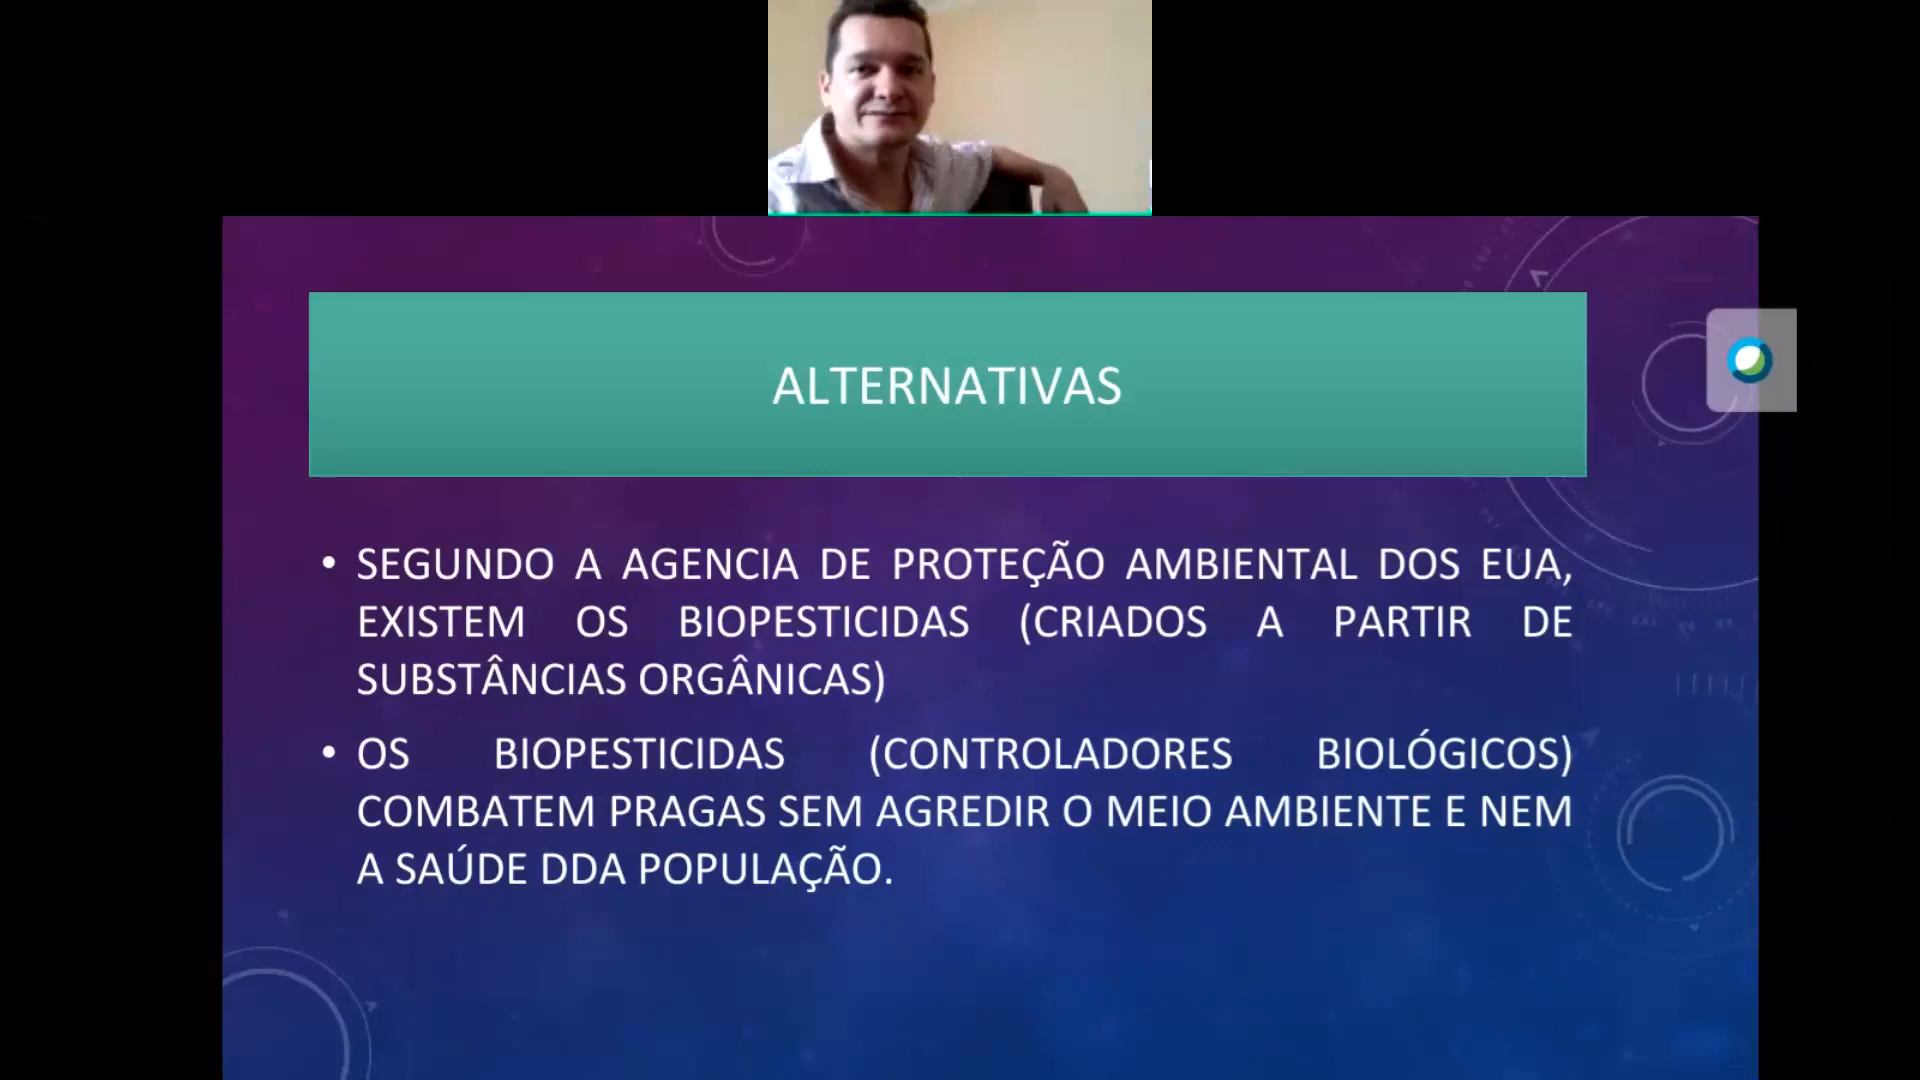 ALTERNATIVAS
• SEGUNDO A AGENCIA DE PROTEÇÃO AMBIENTAL DOS EUA,
EXISTEM OS BIOPESTICIDAS (CRIADOS A PARTIR DE
SUBSTÂNCIAS ORGÂNICAS)
• OS BIOPESTICIDAS (CONTROLADORES BIOLÓGICOS)
COMBATEM PRAGAS SEM AGREDIR O MEIO AMBIENTE E NEM
A SAÚDE DDA POPULAÇÃO.